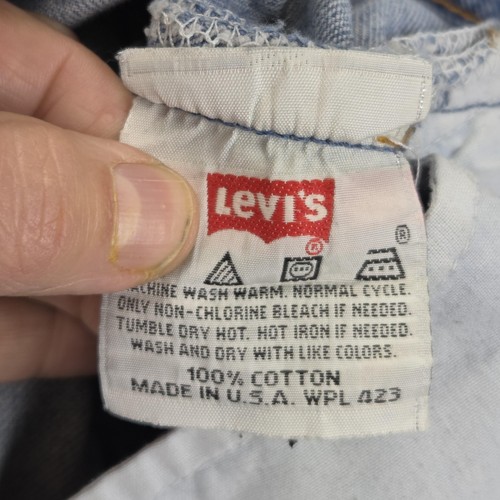 Levi's
®
®
MACHINE WASH WARM. NORMAL CYCLE.
ONLY NON-CHLORINE BLEACH IF NEEDED.
TUMBLE DRY HOT. HOT IRON IF NEEDED.
WASH AND DRY WITH LIKE COLORS.
100% COTTON
MADE IN U.S.A. WPL 423